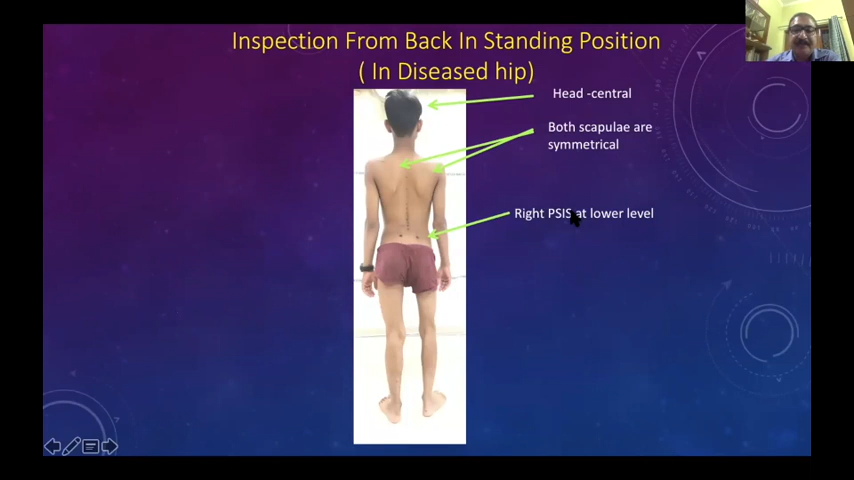 Inspection From Back In Standing Position
( In Diseased hip)
Head -central
Both scapulae are
symmetrical
Right PSIS at lower level